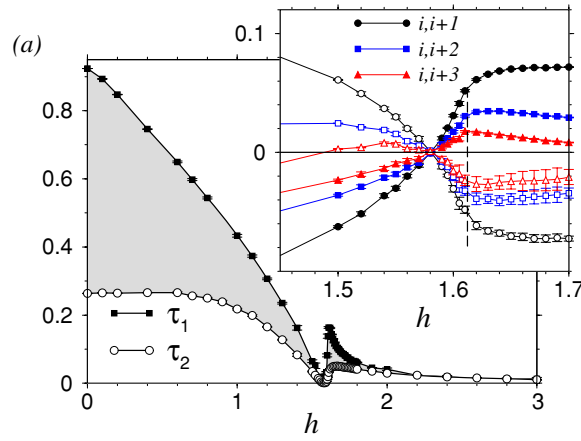 (a)
0.1
0
i,i+1
i,i+2
i,i+3
1.5 1.6 1.7
h
0.8
0.6
0.4
0.2
0
τ1
τ2
0 1 2 3
h